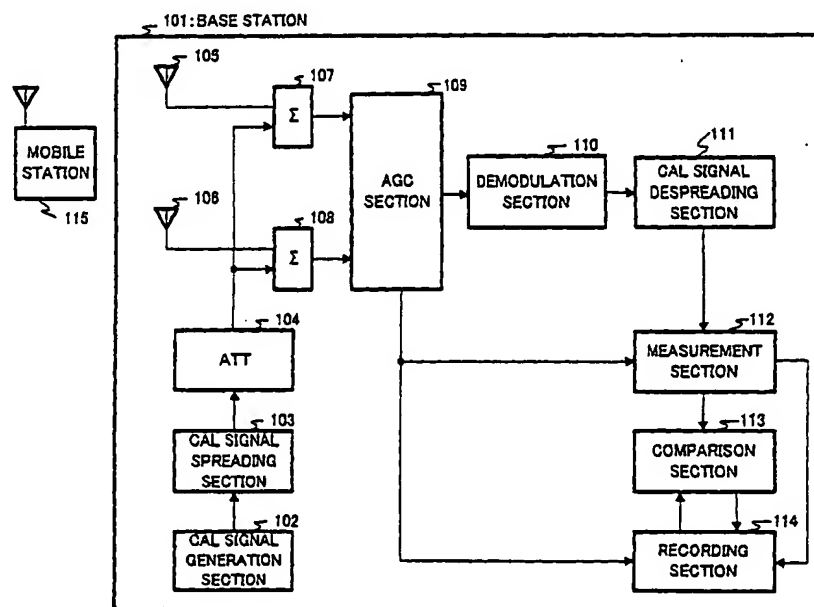 101:BASE STATION
105
107
Σ
109
AGC
SECTION
110
DEMODULATION
SECTION
111
CAL SIGNAL
DESPREADING
SECTION
MOBILE
STATION
115
106
108
Σ
104
ATT
112
MEASUREMENT
SECTION
103
CAL SIGNAL
SPREADING
SECTION
113
COMPARISON
SECTION
102
CAL SIGNAL
GENERATION
SECTION
114
RECORDING
SECTION